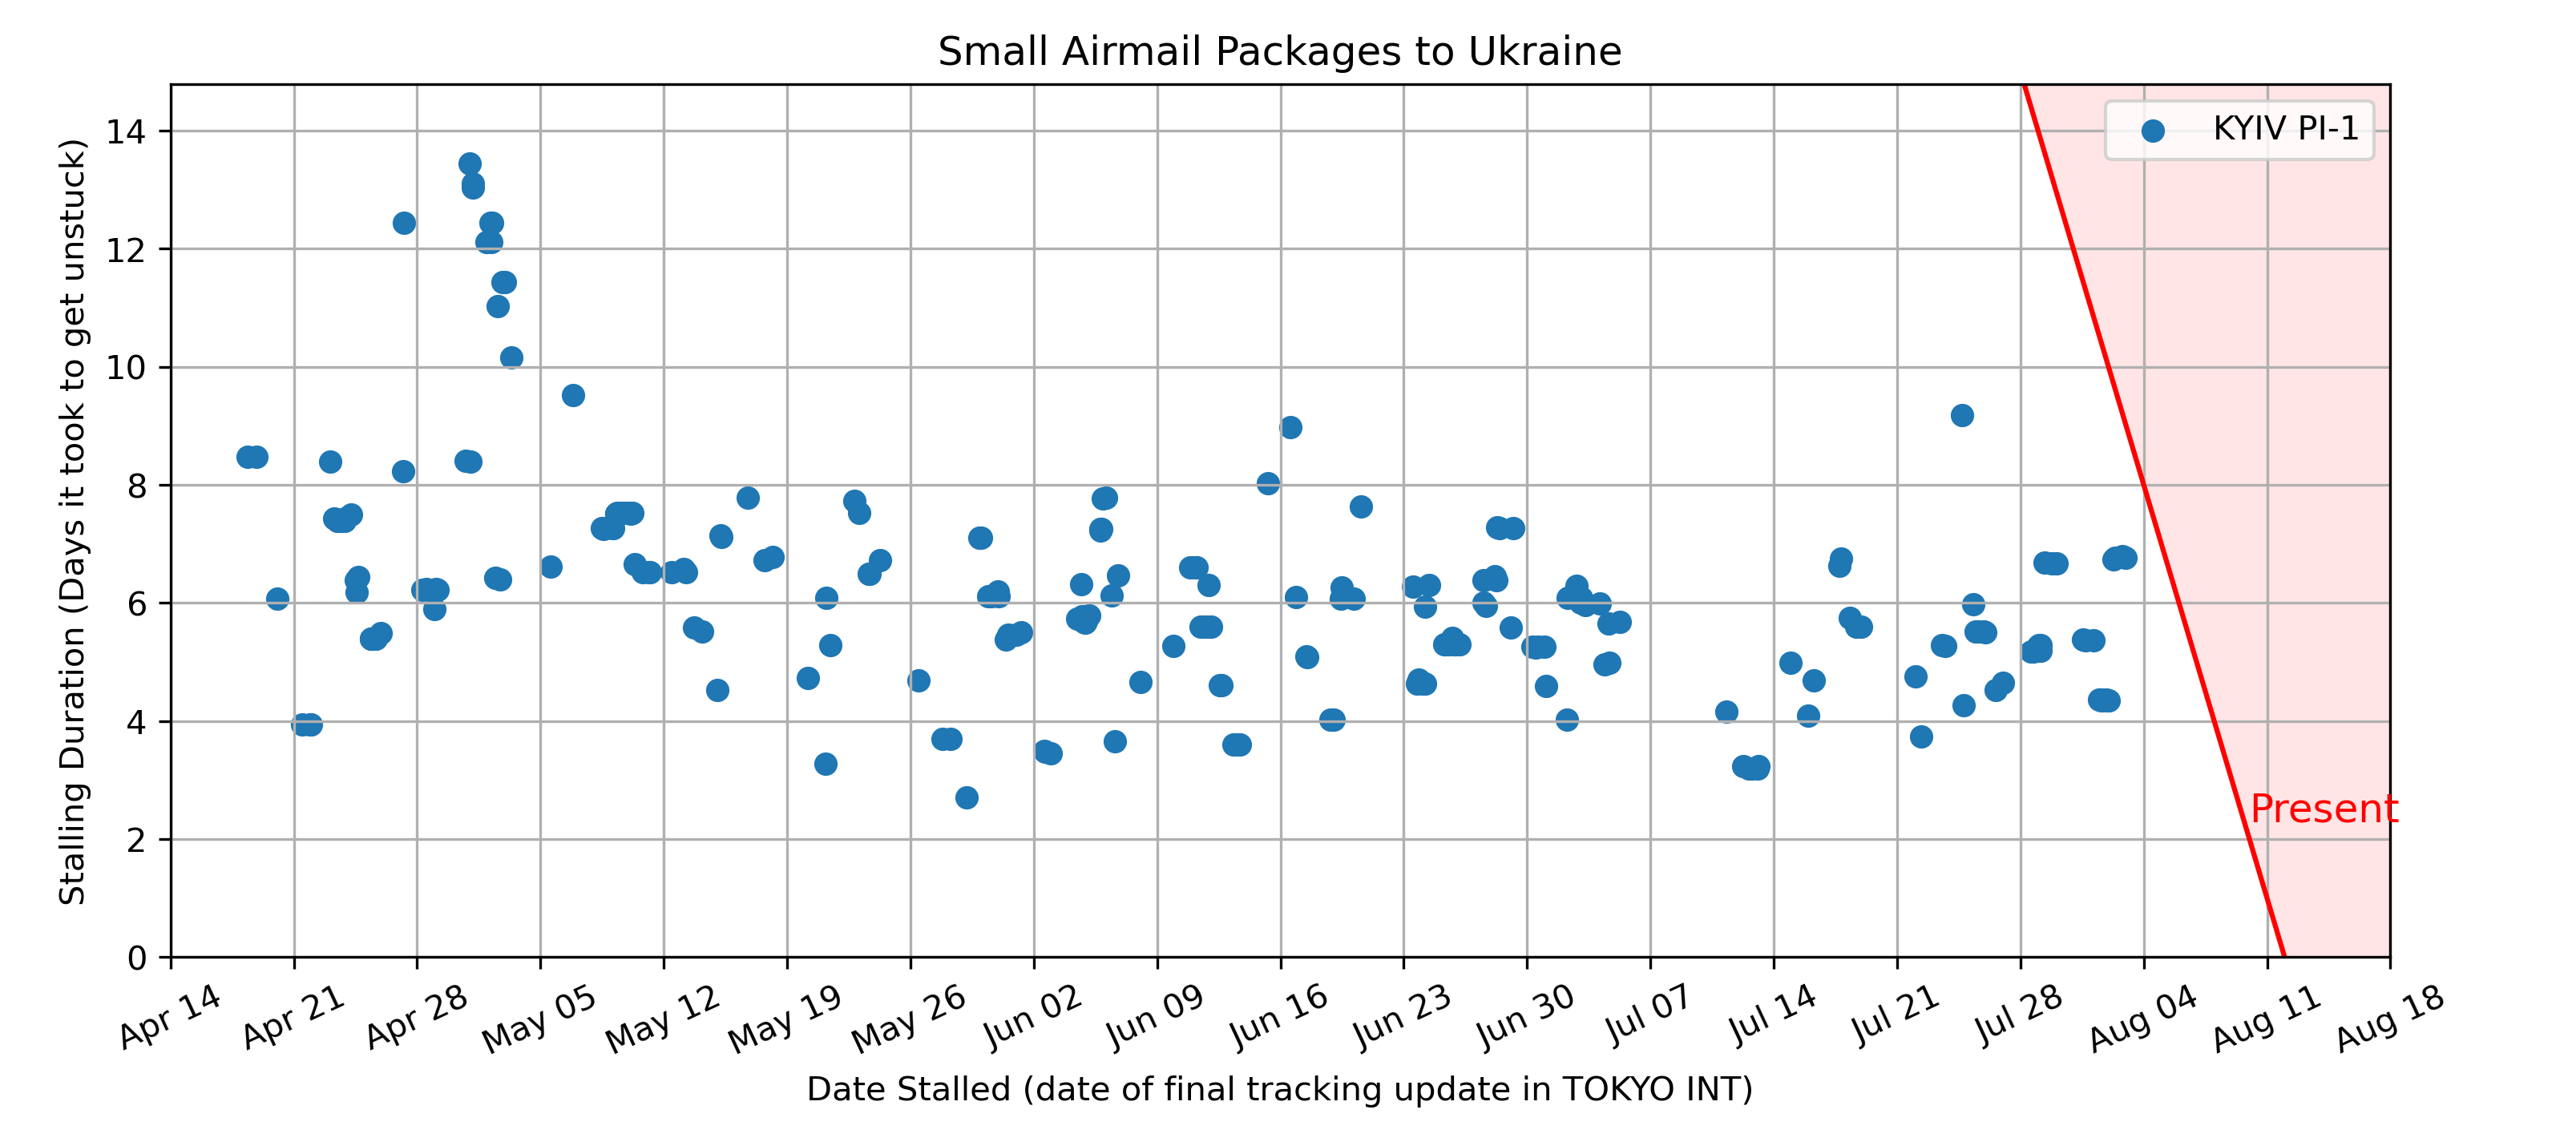 Small Airmail Packages to Ukraine
KYIV PI-1
Stalling Duration (Days it took to get unstuck)
14
12
10
8
6
4
2
0
Present
Apr 14
Apr 21
Apr 28
May 05
May 12
May 19
May 26
Jun 02
Jun 09
Jun 16
Jun 23
Jun 30
Jul 07
Jul 14
Jul 21
Jul 28
Aug 04
Aug 11
Aug 18
Date Stalled (date of final tracking update in TOKYO INT)